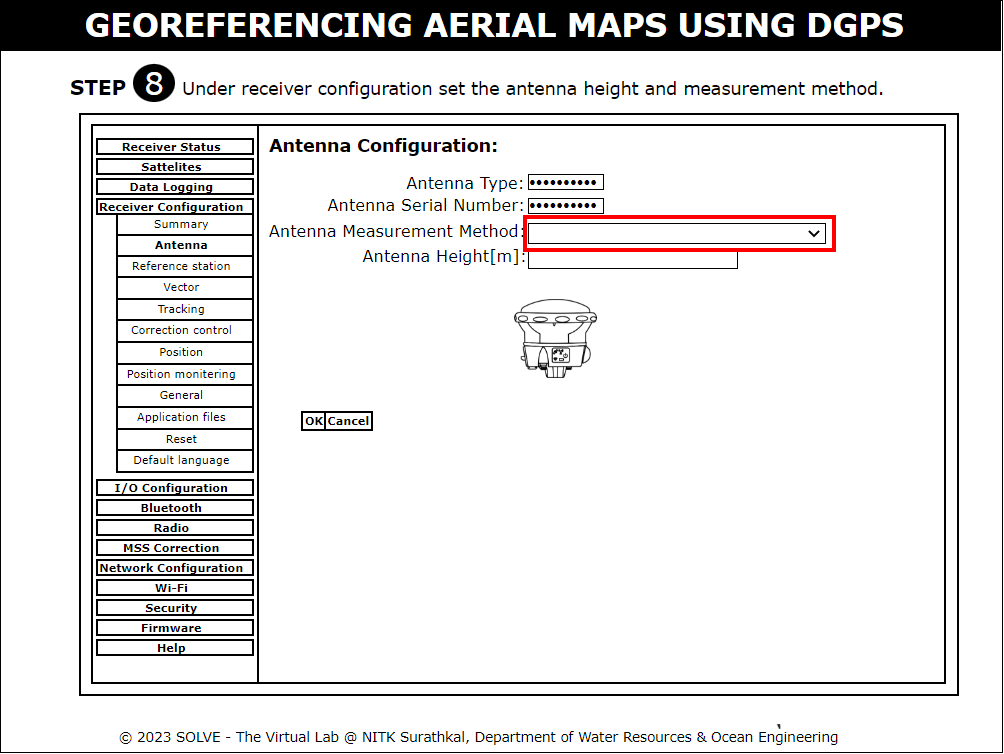 GEOREFERENCING AERIAL MAPS USING DGPS
STEP 8 Under receiver configuration set the antenna height and measurement method.
Receiver Status
Sattelites
Data Logging
Receiver Configuration
Summary
Antenna
Reference station
Vector
Tracking
Correction control
Position
Position monitering
General
Application files
Reset
Default language
I/O Configuration
Bluetooth
Radio
MSS Correction
Network Configuration
Wi-Fi
Security
Firmware
Help
Antenna Configuration:
Antenna Type: ••••••••••
Antenna Serial Number: ••••••••••
Antenna Measurement Method:
Antenna Height[m]:
OK Cancel
© 2023 SOLVE - The Virtual Lab @ NITK Surathkal, Department of Water Resources & Ocean Engineering